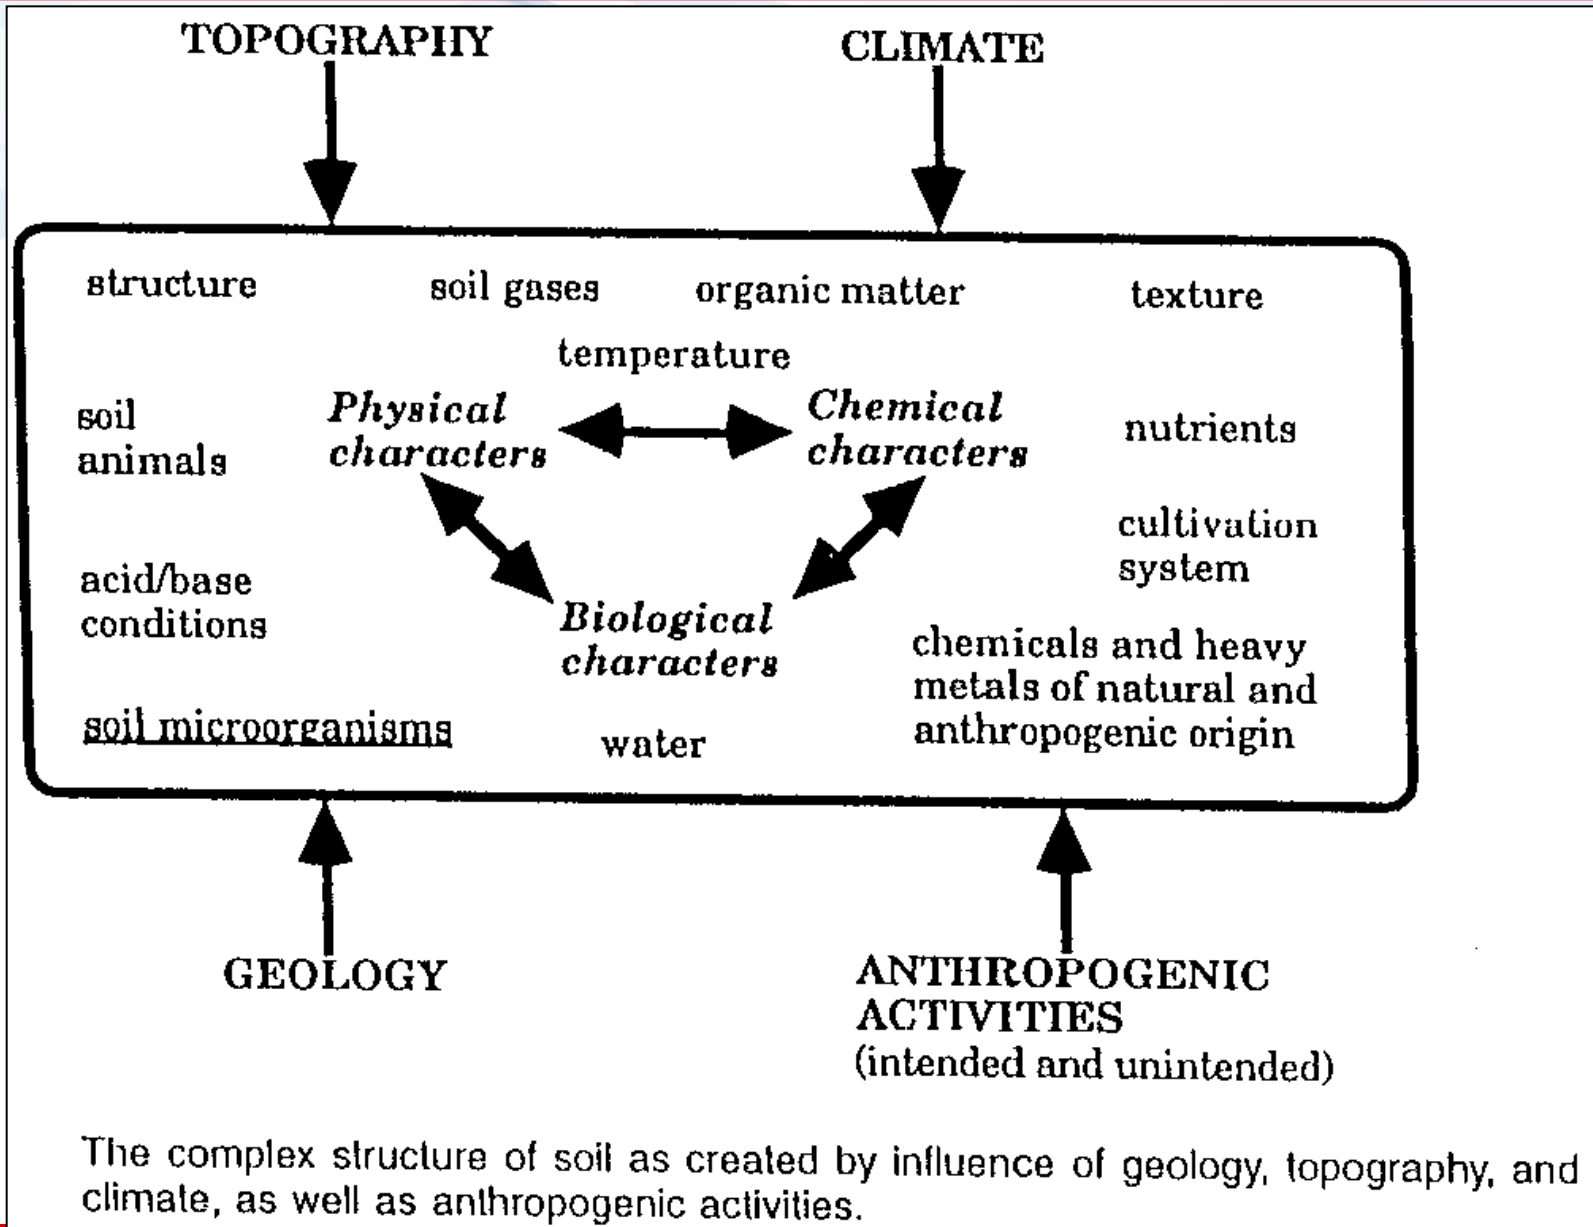 TOPOGRAPHY
CLIMATE
structure
soil gases
organic matter
texture
temperature
soil
animals
Physical
characters
Chemical
characters
nutrients
cultivation
system
acid/base
conditions
Biological
characters
chemicals and heavy
metals of natural and
anthropogenic origin
soil microorganisms
water
GEOLOGY
ANTHROPOGENIC
ACTIVITIES
(intended and unintended)
The complex structure of soil as created by influence of geology, topography, and
climate, as well as anthropogenic activities.